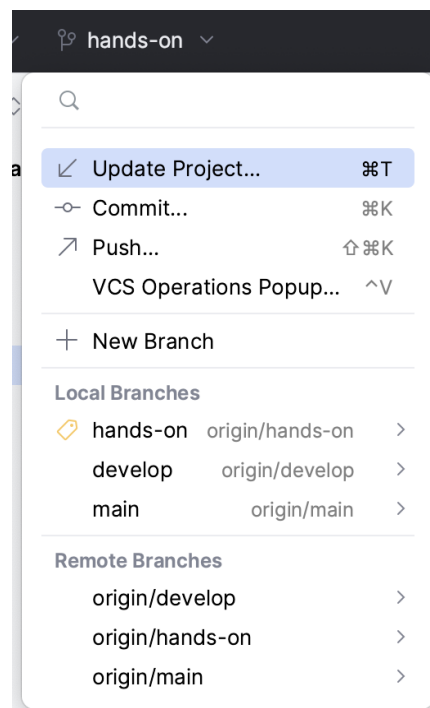 hands-on
a
Update Project... ⌘T
Commit... ⌘K
Push... ⇧⌘K
VCS Operations Popup... ^V
New Branch
Local Branches
hands-on origin/hands-on
develop origin/develop
main origin/main
Remote Branches
origin/develop
origin/hands-on
origin/main